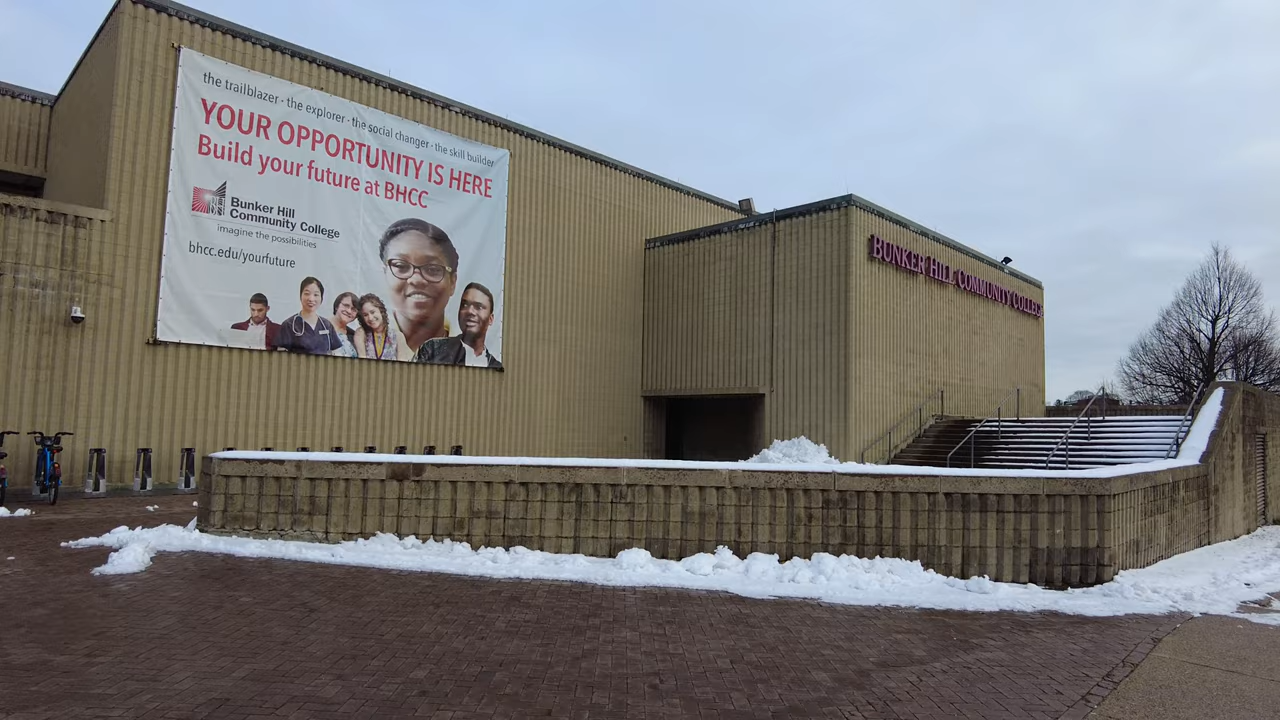 the trailblazer - the explorer - the social changer - the skill builder
YOUR OPPORTUNITY IS HERE
Build your future at BHCC
Bunker Hill
Community College
imagine the possibilities
bhcc.edu/yourfuture
BUNKER HILL COMMUNITY COLLEGE